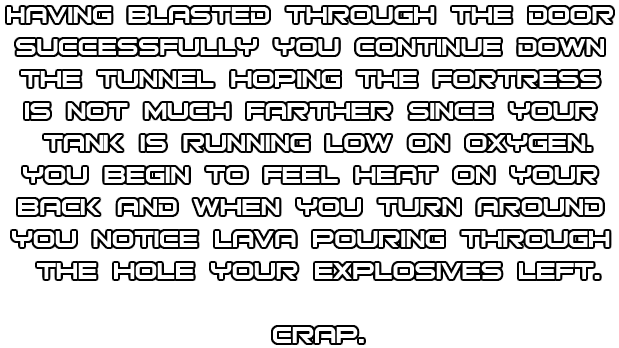 HAVING BLASTED THROUGH THE DOOR
SUCCESSFULLY YOU CONTINUE DOWN
THE TUNNEL HOPING THE FORTRESS
IS NOT MUCH FARTHER SINCE YOUR
TANK IS RUNNING LOW ON OXYGEN.
YOU BEGIN TO FEEL HEAT ON YOUR
BACK AND WHEN YOU TURN AROUND
YOU NOTICE LAVA POURING THROUGH
THE HOLE YOUR EXPLOSIVES LEFT.
CRAP.